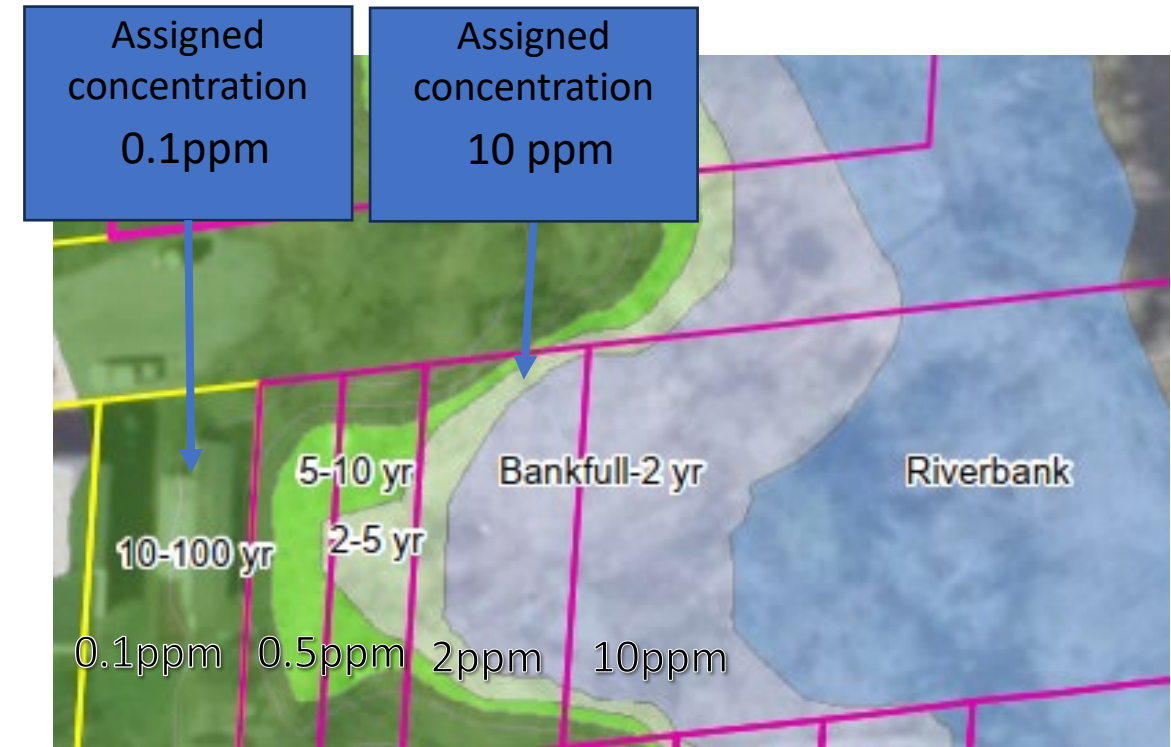 Assigned
concentration
0.1ppm
Assigned
concentration
10 ppm
5-10 yr
Bankfull-2 yr
Riverbank
2-5 yr
10-100 yr
0.1ppm
0.5ppm
2ppm
10ppm